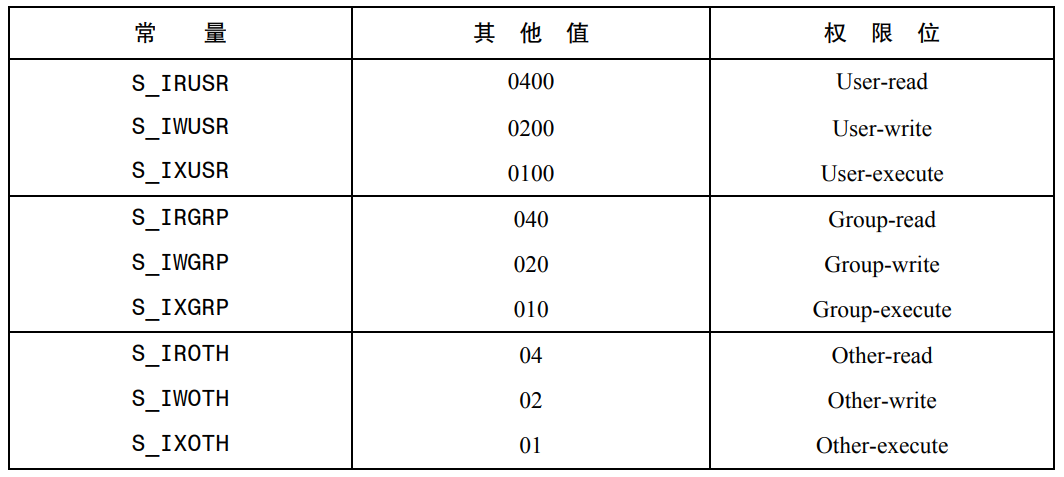 常 量 其 他 值 权 限 位
S_IRUSR 0400 User-read
S_IWUSR 0200 User-write
S_IXUSR 0100 User-execute
S_IRGRP 040 Group-read
S_IWGRP 020 Group-write
S_IXGRP 010 Group-execute
S_IROTH 04 Other-read
S_IWOTH 02 Other-write
S_IXOTH 01 Other-execute